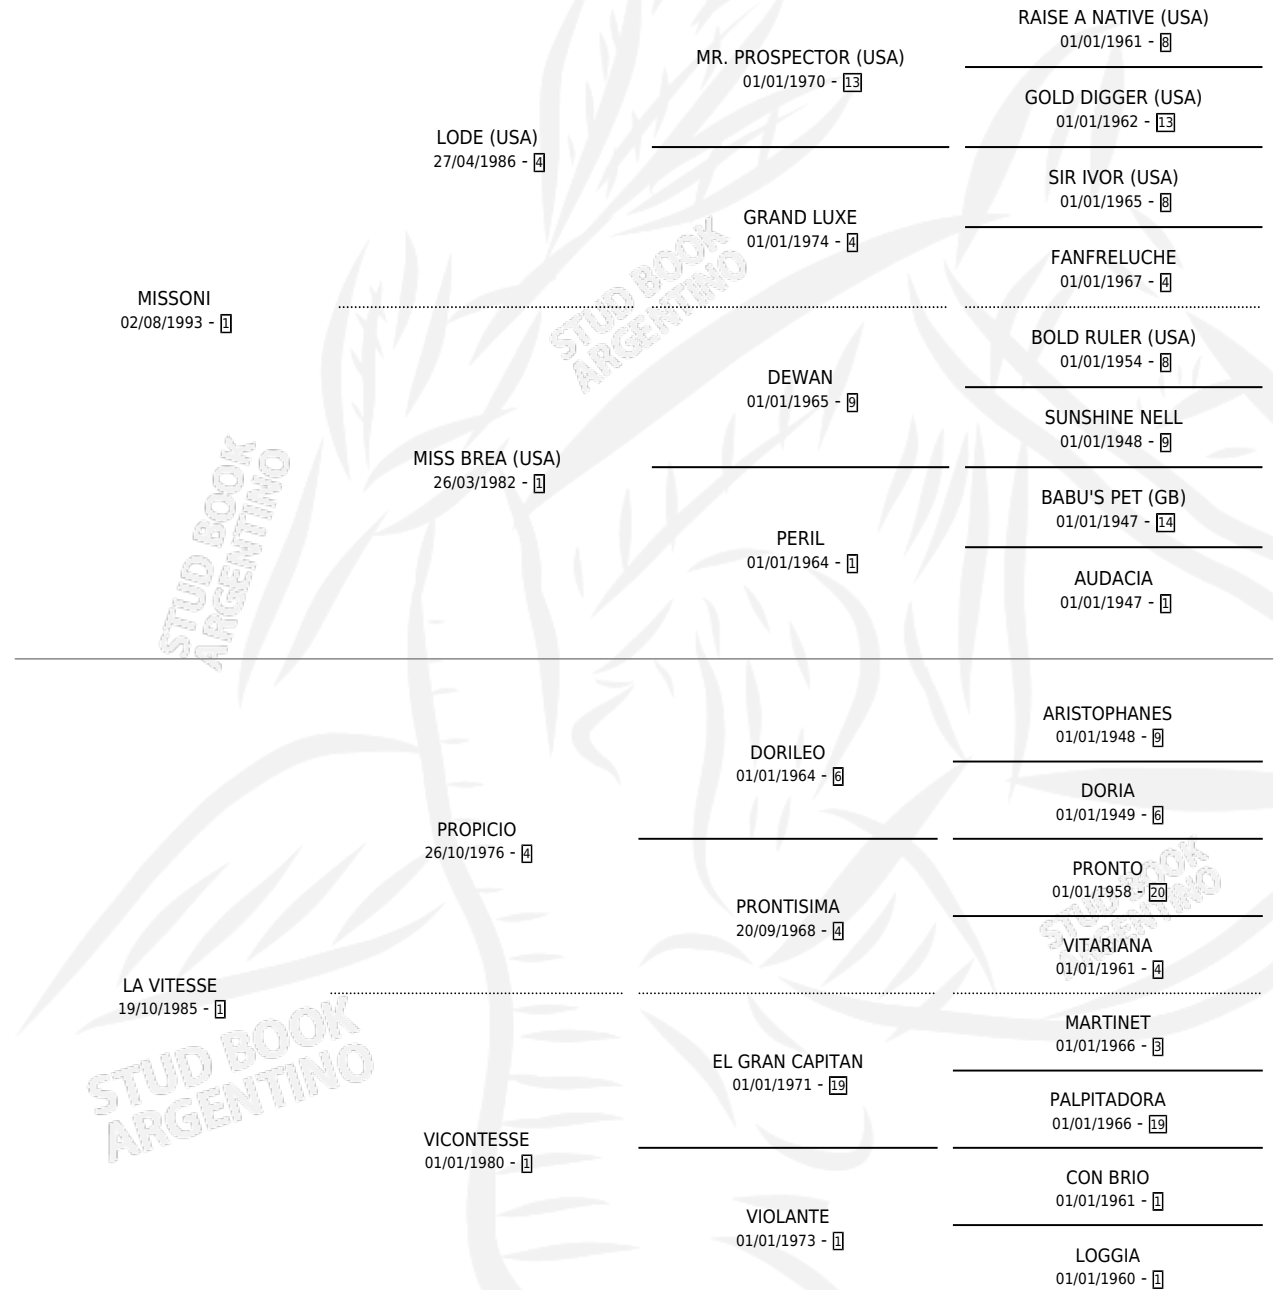 RAISE A NATIVE (USA)
01/01/1961 - 8
MR. PROSPECTOR (USA)
01/01/1970 - 13
GOLD DIGGER (USA)
01/01/1962 - 13
LODE (USA)
27/04/1986 - 4
SIR IVOR (USA)
01/01/1965 - 8
GRAND LUXE
01/01/1974 - 4
FANFRELUCHE
01/01/1967 - 4
STUD BOOK
ARGENTINO
MISSONI
02/08/1993 - 1
BOLD RULER (USA)
01/01/1954 - 8
DEWAN
01/01/1965 - 9
SUNSHINE NELL
01/01/1948 - 9
MISS BREA (USA)
26/03/1982 - 1
BABU'S PET (GB)
01/01/1947 - 14
PERIL
01/01/1964 - 1
AUDACIA
01/01/1947 - 1
STUD BOOK
ARGENTINO
ARISTOPHANES
01/01/1948 - 9
DORILEO
01/01/1964 - 6
DORIA
01/01/1949 - 6
PROPICIO
26/10/1976 - 4
PRONTO
01/01/1958 - 20
PRONTISIMA
20/09/1968 - 4
VITARIANA
01/01/1961 - 4
STUD BOOK
ARGENTINO
LA VITESSE
19/10/1985 - 1
MARTINET
01/01/1966 - 3
EL GRAN CAPITAN
01/01/1971 - 19
PALPITADORA
01/01/1966 - 19
STUD BOOK
ARGENTINO
VICONTESSE
01/01/1980 - 1
CON BRIO
01/01/1961 - 1
VIOLANTE
01/01/1973 - 1
LOGGIA
01/01/1960 - 1